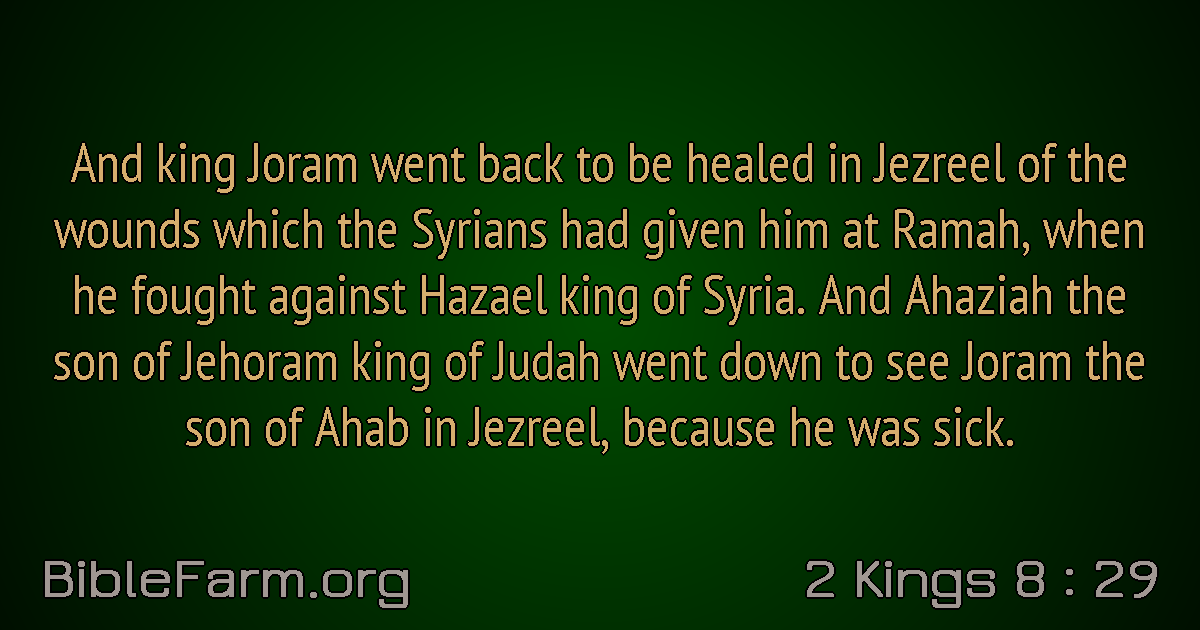 And king Joram went back to be healed in Jezreel of the
wounds which the Syrians had given him at Ramah, when
he fought against Hazael king of Syria. And Ahaziah the
son of Jehoram king of Judah went down to see Joram the
son of Ahab in Jezreel, because he was sick.
BibleFarm.org
2 Kings 8 : 29